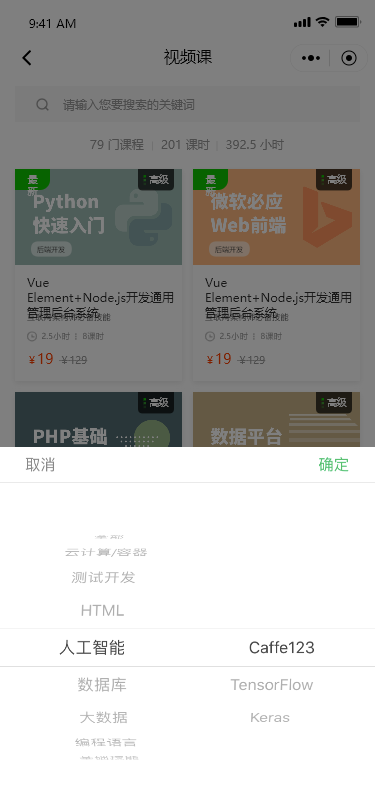 9:41 AM
视频课
请输入您要搜索的关键词
79 门课程 | 201 课时 | 392.5 小时
最新
高级
Python
快速入门
后端开发
最新
高级
微软必应
Web前端
后端开发
Vue
Element+Node.js开发通用
管理后台系统
2.5小时 | 8课时
¥19 ¥129
Vue
Element+Node.js开发通用
管理后台系统
2.5小时 | 8课时
¥19 ¥129
高级
PHP基础
高级
数据平台
取消
确定
云计算/容器
测试开发
HTML
人工智能
Caffe123
数据库
TensorFlow
大数据
Keras
编程语言